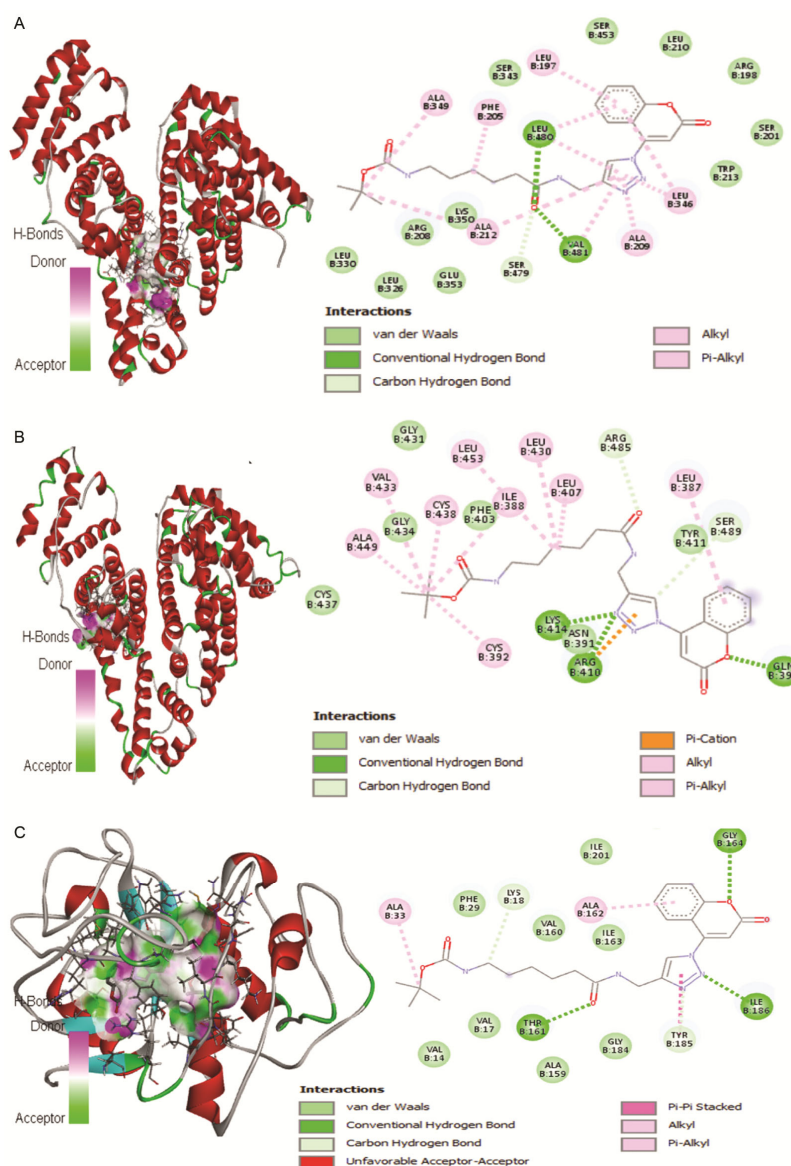 A
H-Bonds
Donor
Acceptor
SER
B:453
LEU
B:210
ARG
B:198
SER
B:201
TRP
B:213
LEU
B:197
SER
B:343
ALA
B:349
PHE
B:205
LEU
B:480
O
O
N
H
O
N
H
N
N
N
O
O
LEU
B:346
ALA
B:209
LYS
B:350
ARG
B:208
ALA
B:212
VAL
B:481
SER
B:479
LEU
B:330
LEU
B:326
GLU
B:353
Interactions
van der Waals
Conventional Hydrogen Bond
Carbon Hydrogen Bond
Alkyl
Pi-Alkyl
B
H-Bonds
Donor
Acceptor
GLY
B:431
LEU
B:453
LEU
B:430
ARG
B:485
VAL
B:433
CYS
B:438
PHE
B:403
ILE
B:388
LEU
B:407
LEU
B:387
SER
B:489
TYR
B:411
GLY
B:434
ALA
B:449
CYS
B:437
CYS
B:392
LYS
B:414
ASN
B:391
ARG
B:410
GLN
B:39
Interactions
van der Waals
Conventional Hydrogen Bond
Carbon Hydrogen Bond
Pi-Cation
Alkyl
Pi-Alkyl
C
H-Bonds
Donor
Acceptor
GLY
B:164
ILE
B:201
ALA
B:33
PHE
B:29
LYS
B:18
ALA
B:162
VAL
B:160
ILE
B:163
ILE
B:186
THR
B:161
VAL
B:17
VAL
B:14
ALA
B:159
GLY
B:184
TYR
B:185
Interactions
van der Waals
Conventional Hydrogen Bond
Carbon Hydrogen Bond
Unfavorable Acceptor-Acceptor
Pi-Pi Stacked
Alkyl
Pi-Alkyl